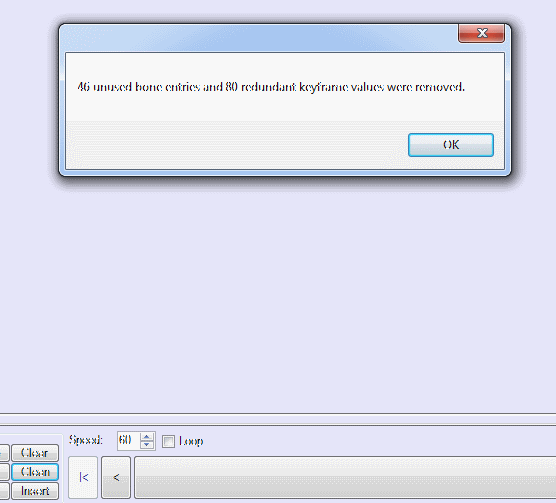 46 unused bone entries and 80 redundant keyframe values were removed.
OK
Speed: 60 Loop
Clear
Clean
Insert
|< <